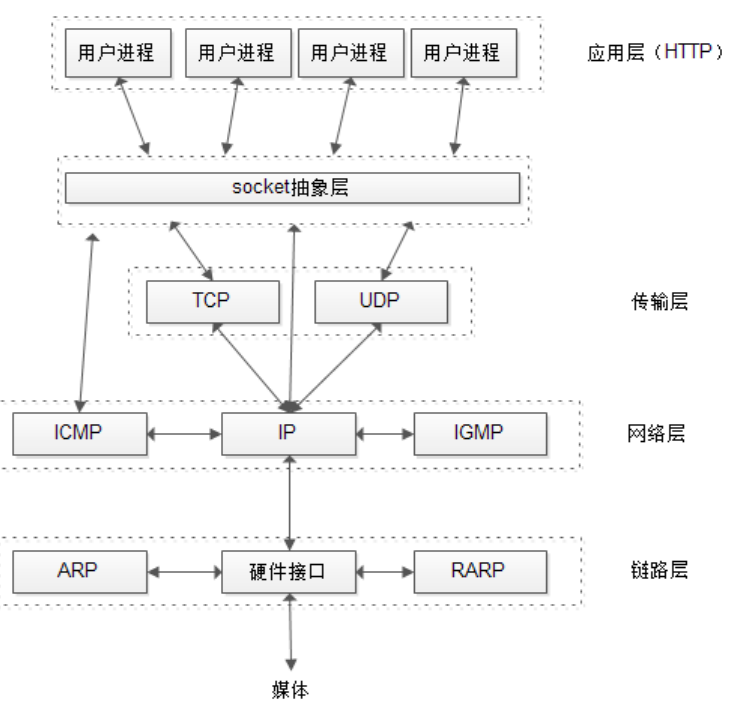 用户进程 用户进程 用户进程 用户进程 应用层（HTTP）
socket抽象层
TCP UDP 传输层
ICMP IP IGMP 网络层
ARP 硬件接口 RARP 链路层
媒体